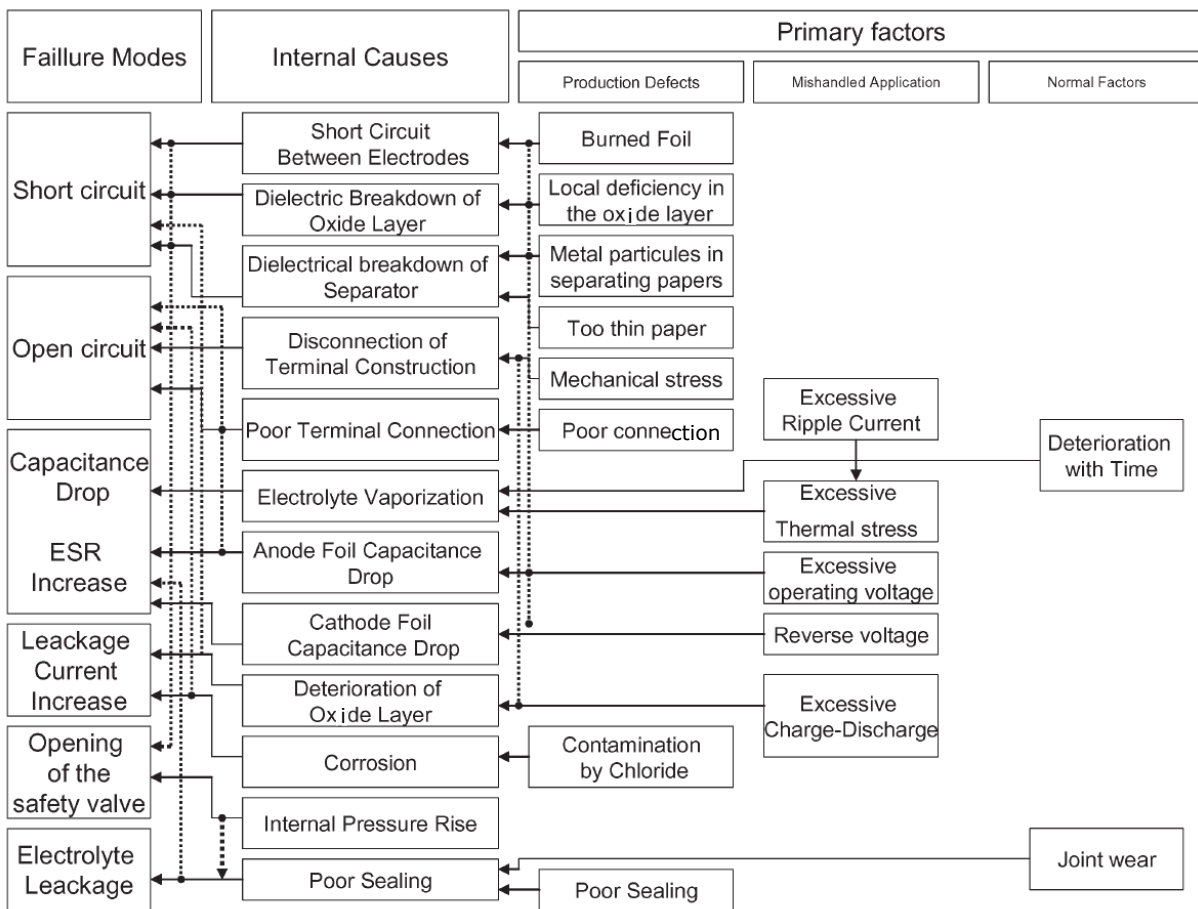 Faillure Modes
Internal Causes
Primary factors
Production Defects
Mishandled Application
Normal Factors
Short circuit
Open circuit
Capacitance
Drop
ESR
Increase
Leackage
Current
Increase
Opening
of the
safety valve
Electrolyte
Leackage
Short Circuit
Between Electrodes
Dielectric Breakdown of
Oxide Layer
Dielectrical breakdown of
Separator
Disconnection of
Terminal Construction
Poor Terminal Connection
Electrolyte Vaporization
Anode Foil Capacitance
Drop
Cathode Foil
Capacitance Drop
Deterioration of
Oxide Layer
Corrosion
Internal Pressure Rise
Poor Sealing
Burned Foil
Local deficiency in
the oxide layer
Metal particules in
separating papers
Too thin paper
Mechanical stress
Poor connection
Contamination
by Chloride
Poor Sealing
Excessive
Ripple Current
Excessive
Thermal stress
Excessive
operating voltage
Reverse voltage
Excessive
Charge-Discharge
Deterioration
with Time
Joint wear